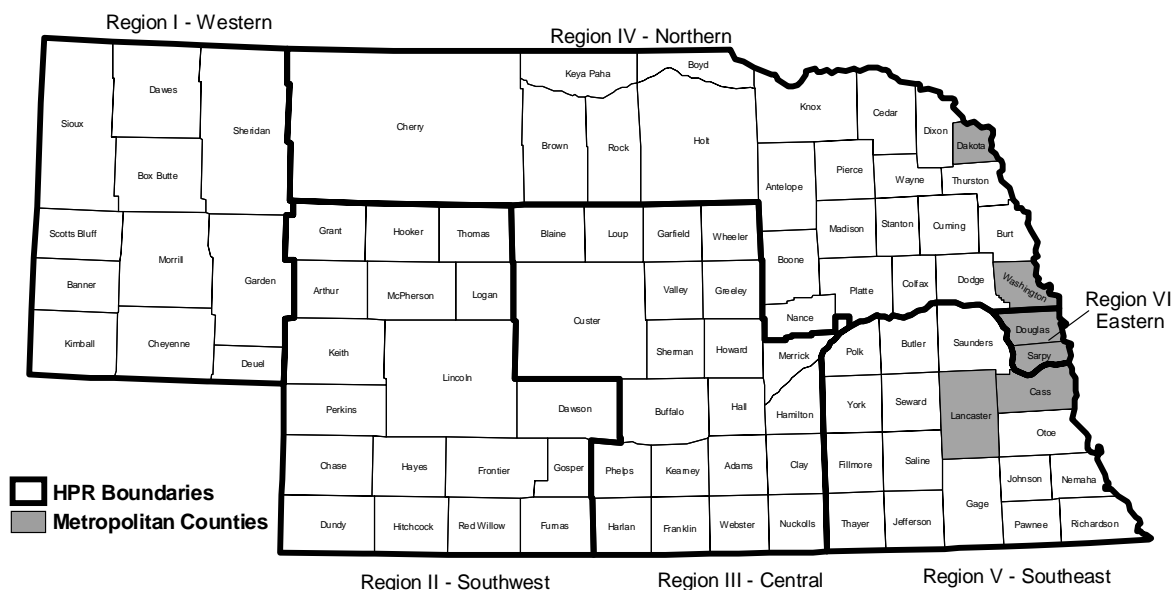 Region I - Western
Region IV - Northern
Boyd
Keya Paha
Dawes
Knox
Cedar
Sioux
Sheridan
Cherry
Dixon
Brown
Rock
Holt
Dakota
Box Butte
Pierce
Wayne
Thurston
Antelope
Scotts Bluff
Grant
Hooker
Thomas
Blaine
Loup
Garfield
Wheeler
Madison
Stanton
Cuming
Burt
Morrill
Boone
Banner
Garden
Arthur
McPherson
Logan
Valley
Greeley
Platte
Colfax
Dodge
Washington
Region VI
Eastern
Nance
Custer
Douglas
Kimball
Cheyenne
Keith
Sherman
Howard
Merrick
Polk
Butler
Saunders
Sarpy
Deuel
Lincoln
Perkins
Dawson
Buffalo
Hall
Hamilton
York
Seward
Lancaster
Cass
Otoe
Chase
Hayes
Frontier
Gosper
Phelps
Kearney
Adams
Clay
Fillmore
Saline
Johnson
Nemaha
HPR Boundaries
Metropolitan Counties
Dundy
Hitchcock
Red Willow
Furnas
Harlan
Franklin
Webster
Nuckolls
Thayer
Jefferson
Gage
Pawnee
Richardson
Region II - Southwest
Region III - Central
Region V - Southeast